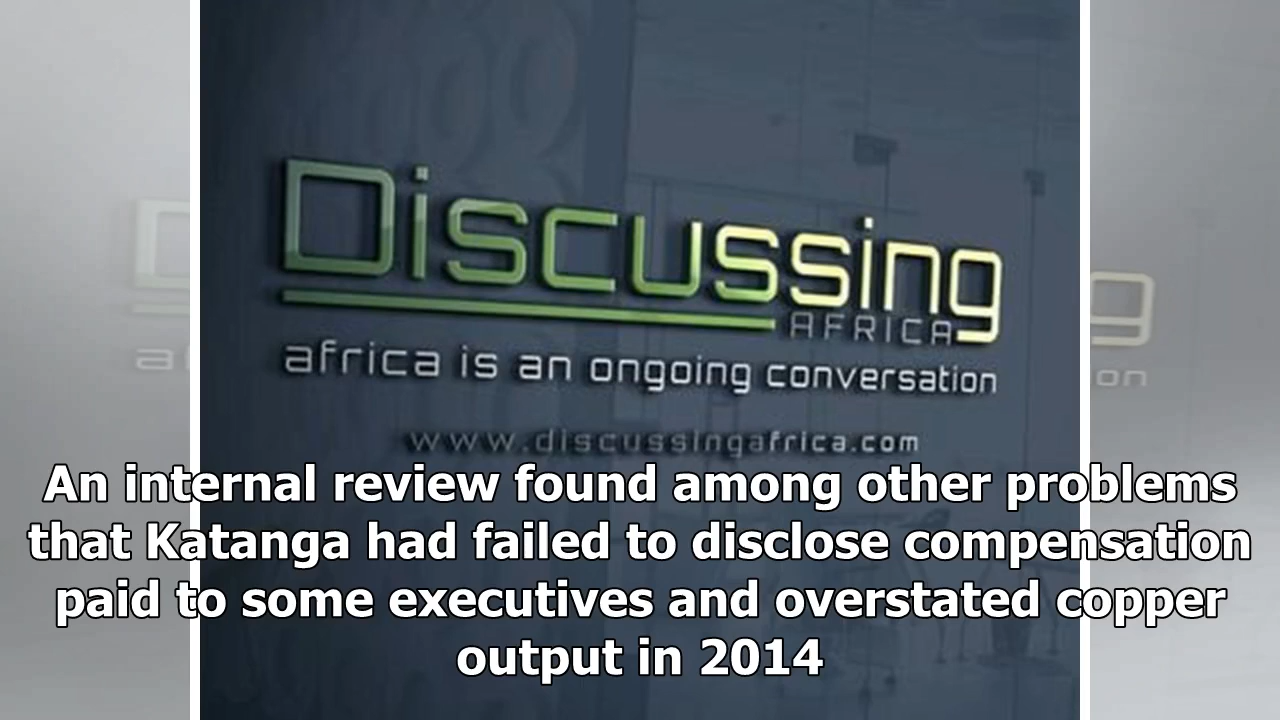 Discussing
AFRICA
africa is an ongoing conversation
www.discussingafrica.com
An internal review found among other problems
that Katanga had failed to disclose compensation
paid to some executives and overstated copper
output in 2014